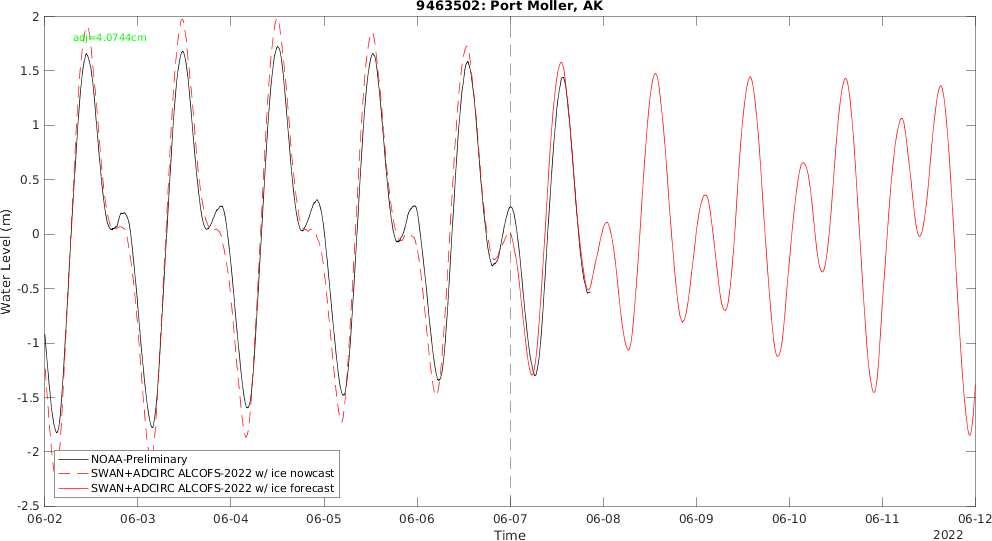 9463502: Port Moller, AK
adj=4.0744cm
2
1.5
1
0.5
0
-0.5
-1
-1.5
-2
-2.5
Water Level (m)
NOAA-Preliminary
SWAN+ADCIRC ALCOFS-2022 w/ ice nowcast
SWAN+ADCIRC ALCOFS-2022 w/ ice forecast
06-02 06-03 06-04 06-05 06-06 06-07 06-08 06-09 06-10 06-11 06-12
Time
2022